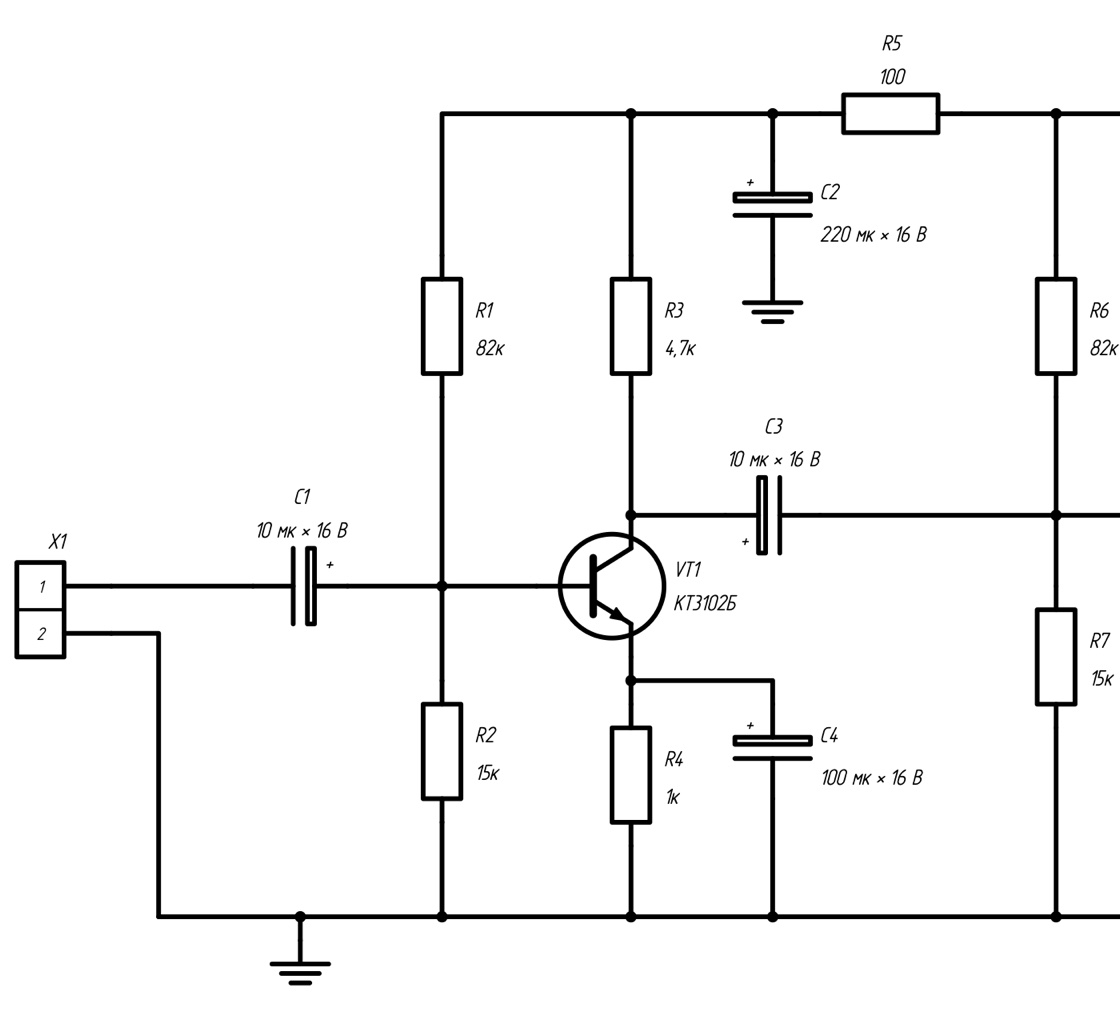 R5
100
C2
220 мк × 16 В
R1
82к
R3
4,7к
R6
82к
C3
10 мк × 16 В
C1
10 мк × 16 В
X1
1
2
VT1
КТ3102Б
R7
15к
R2
15к
R4
1к
C4
100 мк × 16 В
+
+
+
+